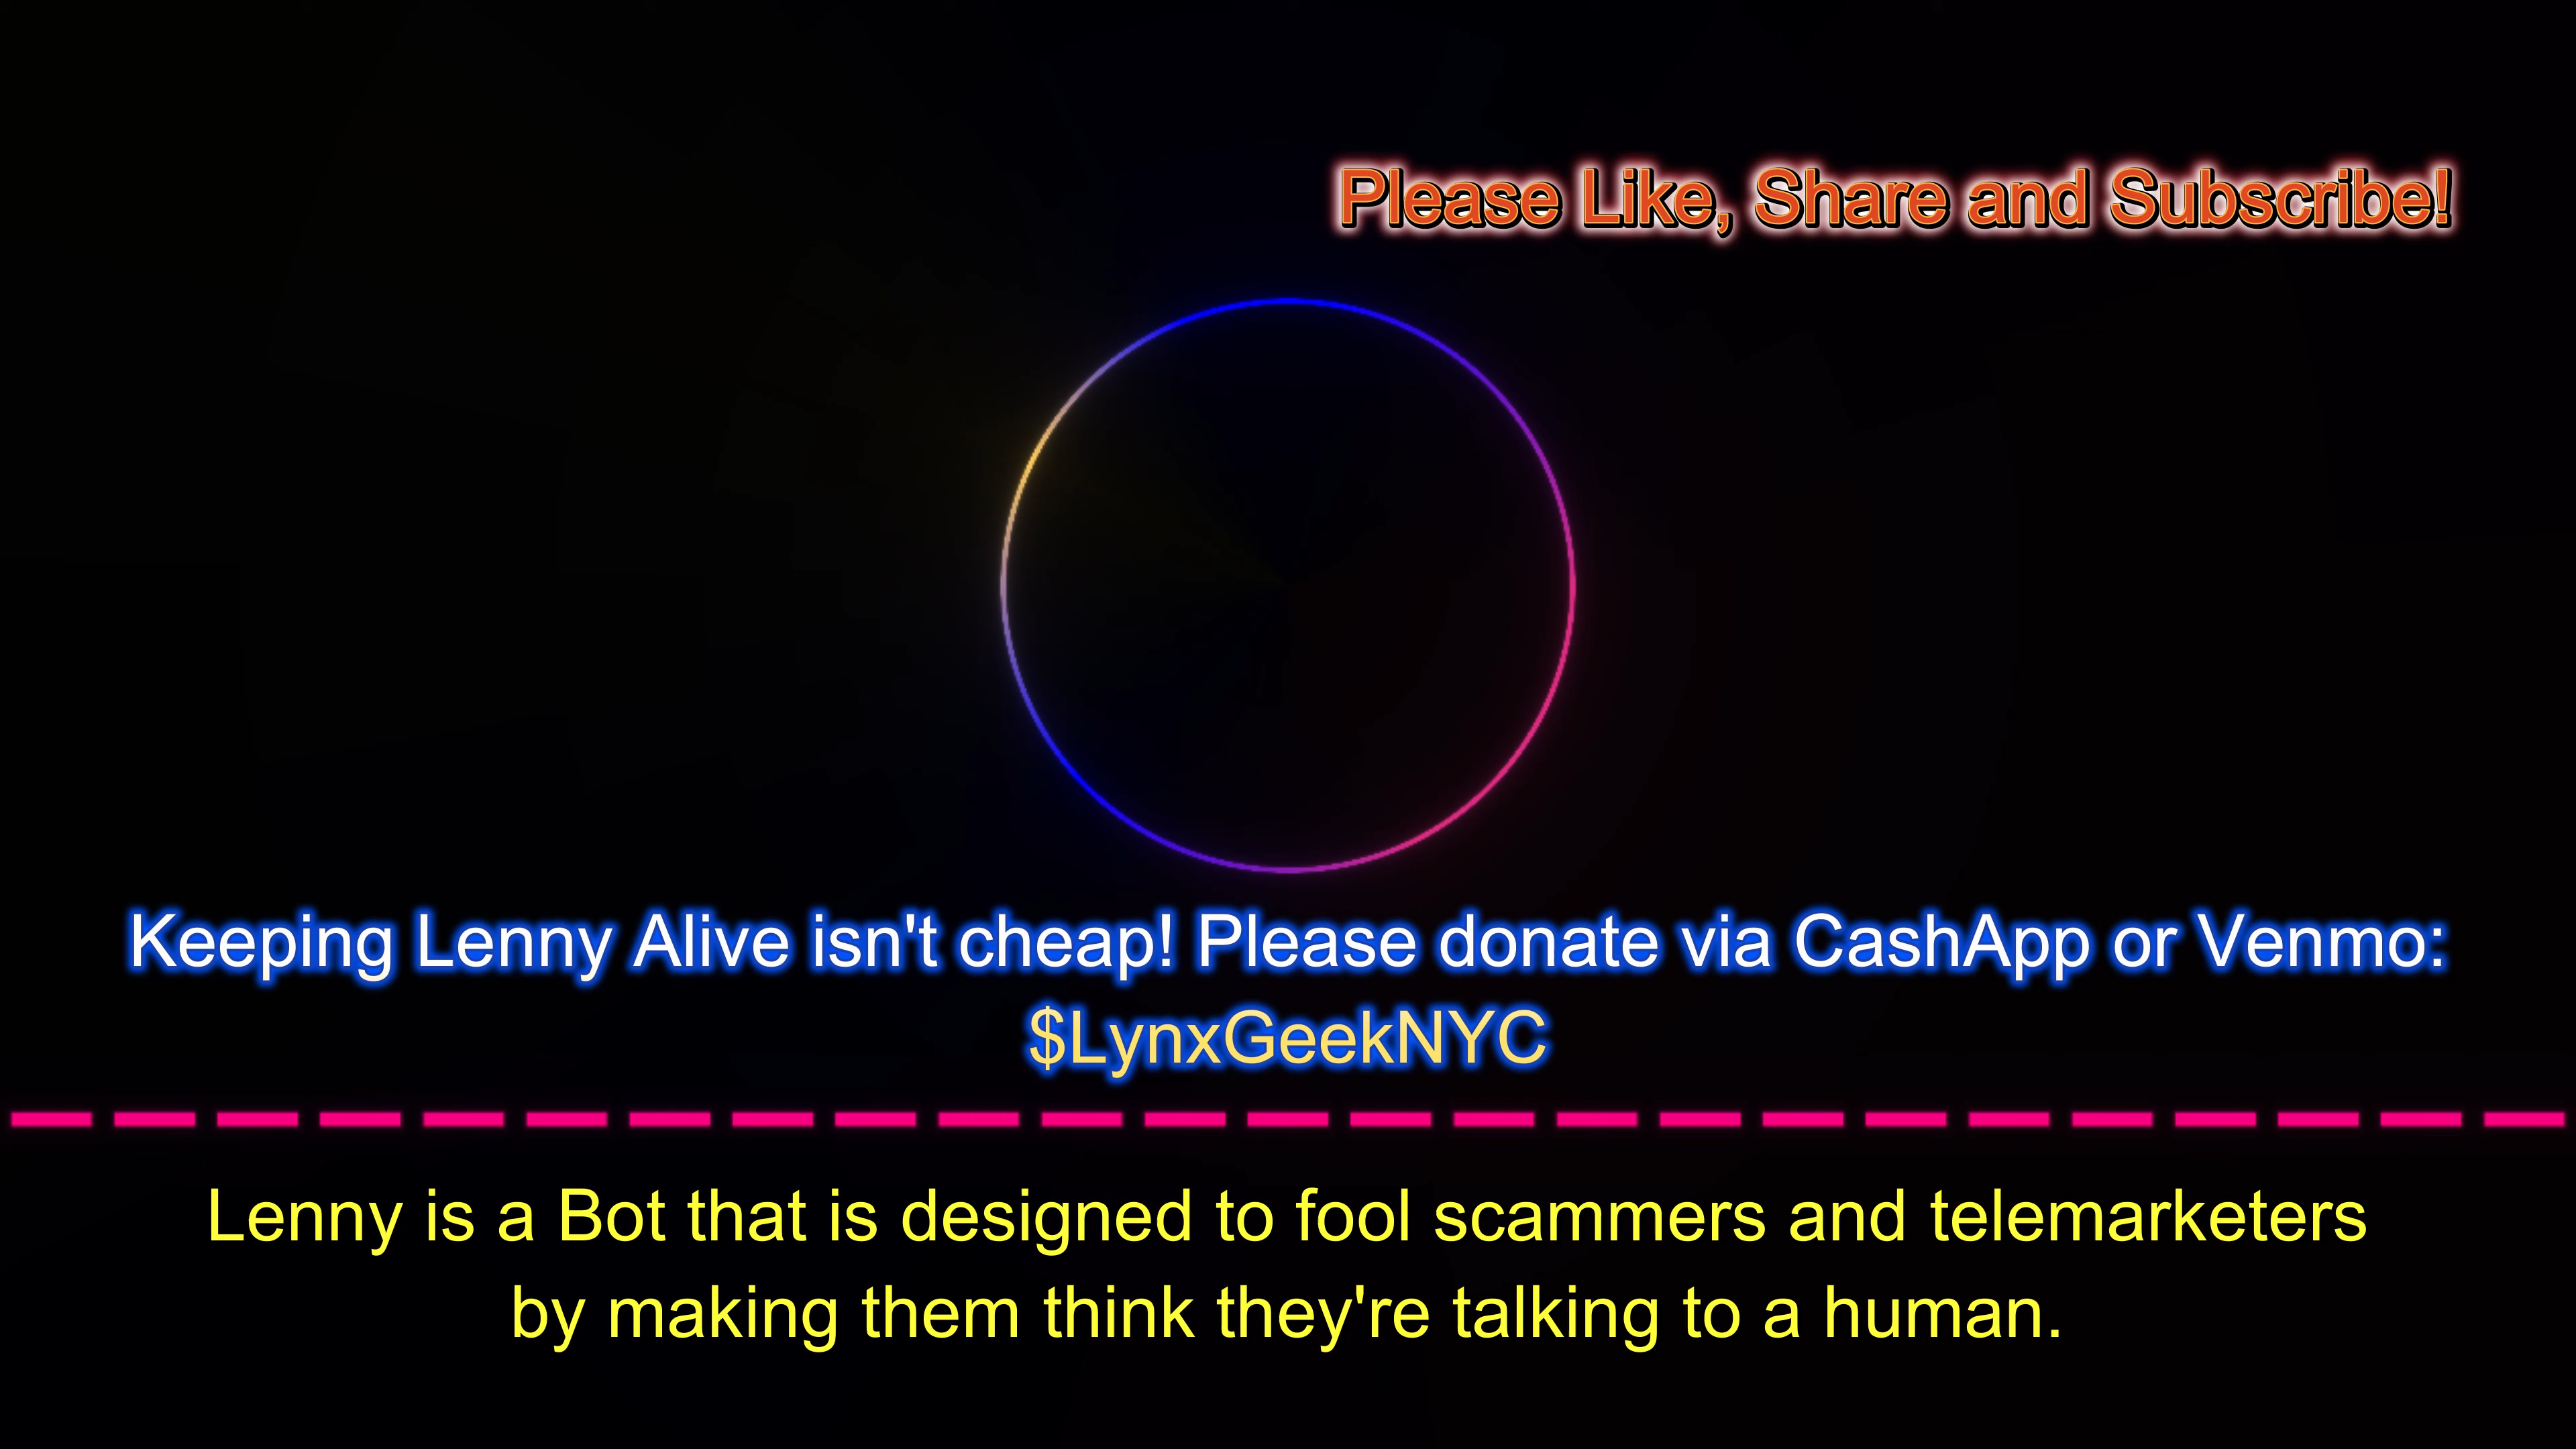 Please Like, Share and Subscribe!
Keeping Lenny Alive isn't cheap! Please donate via CashApp or Venmo:
$LynxGeekNYC
Lenny is a Bot that is designed to fool scammers and telemarketers
by making them think they're talking to a human.